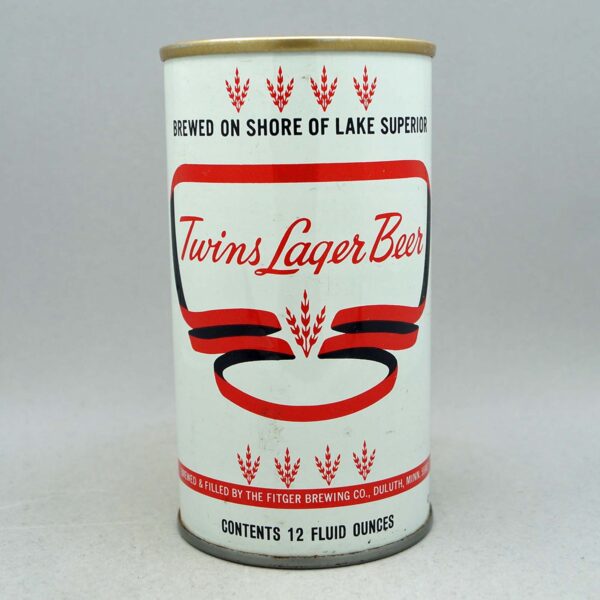 BREWED ON SHORE OF LAKE SUPERIOR
Twins Lager Beer
BREWED & FILLED BY THE FITGER BREWING CO., DULUTH, MINN.
CONTENTS 12 FLUID OUNCES